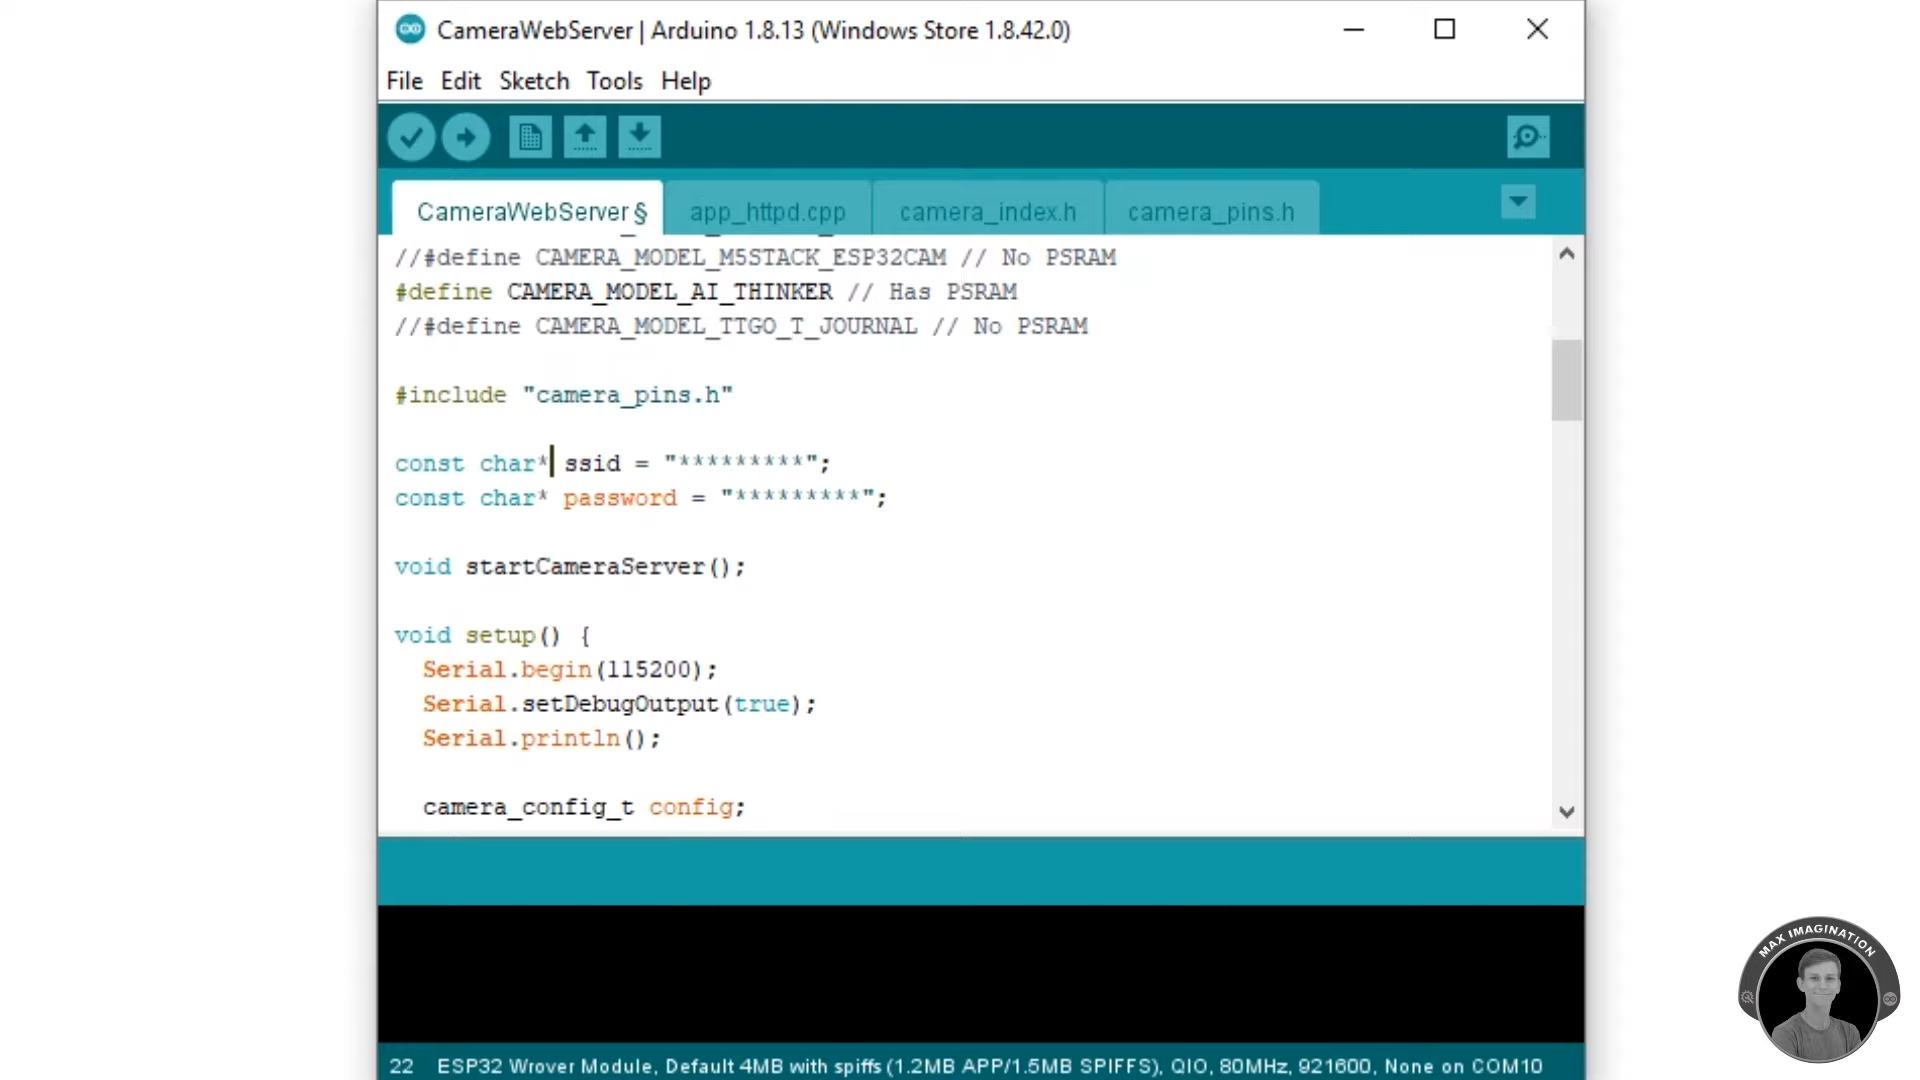 CameraWebServer | Arduino 1.8.13 (Windows Store 1.8.42.0)
File Edit Sketch Tools Help
CameraWebServer § app_httpd.cpp camera_index.h camera_pins.h
//#define CAMERA_MODEL_M5STACK_ESP32CAM // No PSRAM
#define CAMERA_MODEL_AI_THINKER // Has PSRAM
//#define CAMERA_MODEL_TTGO_T_JOURNAL // No PSRAM
#include "camera_pins.h"
const char* ssid = "*********";
const char* password = "*********";
void startCameraServer();
void setup() {
Serial.begin(115200);
Serial.setDebugOutput(true);
Serial.println();
camera_config_t config;
22 ESP32 Wrover Module, Default 4MB with spiffs (1.2MB APP/1.5MB SPIFFS), QIO, 80MHz, 921600, None on COM10
MAX IMAGINATION